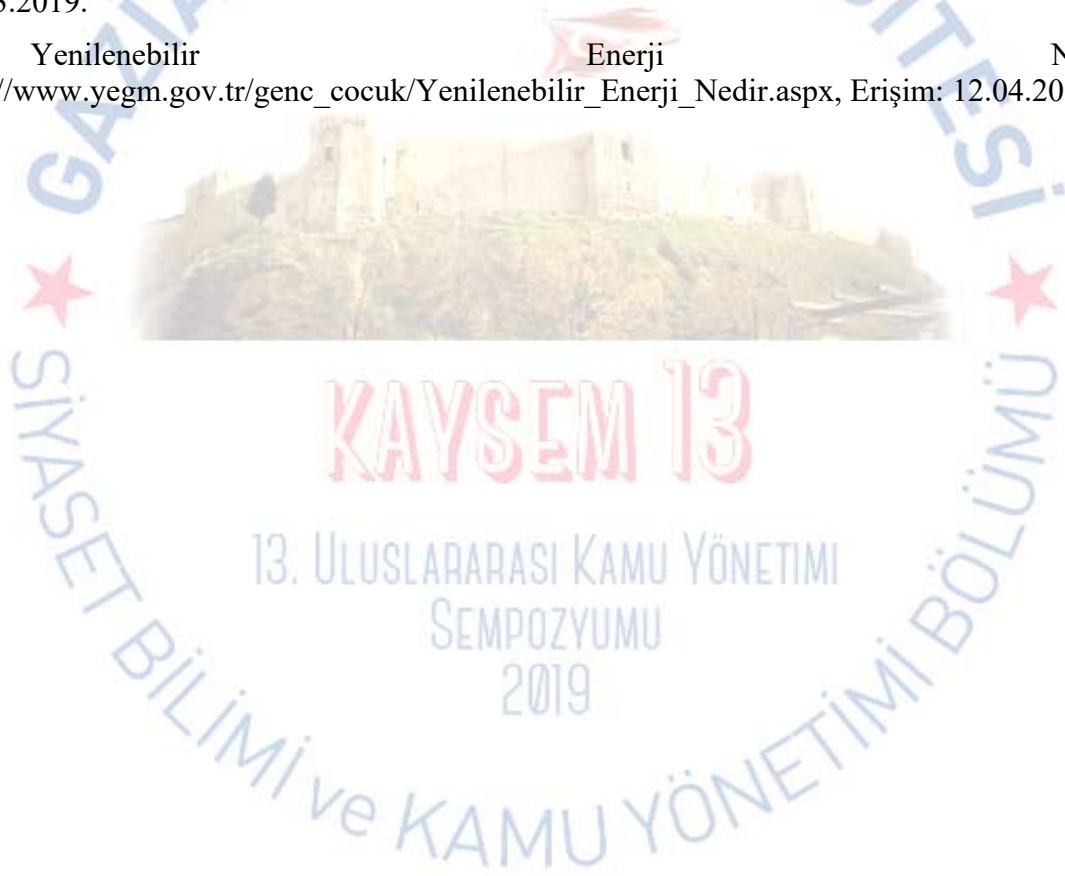 .2019.
Yenilenebilir Enerji N
//www.yegm.gov.tr/genc_cocuk/Yenilenebilir_Enerji_Nedir.aspx, Erişim: 12.04.20
★ SİYASET BİLİMİ ve KAMU YÖNETİMİ BÖLÜMÜ ★
KAYSEM 13
13. ULUSLARARASI KAMU YÖNETIMI
SEMPOZYUMU
2019